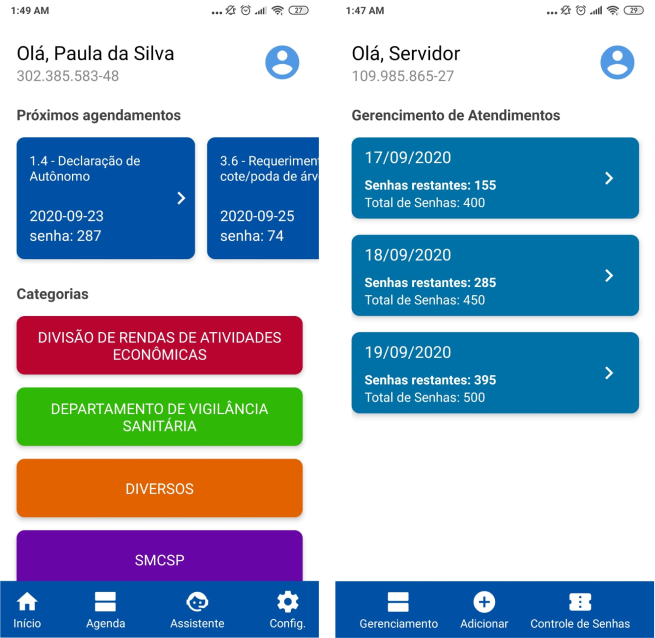 1:49 AM
27
Olá, Paula da Silva
302.385.583-48
Próximos agendamentos
1.4 - Declaração de
Autônomo
2020-09-23
senha: 287
3.6 - Requerimen
cote/poda de árv
2020-09-25
senha: 74
Categorias
DIVISÃO DE RENDAS DE ATIVIDADES
ECONÔMICAS
DEPARTAMENTO DE VIGILÂNCIA
SANITÁRIA
DIVERSOS
SMCSP
Início
Agenda
Assistente
Config.
1:47 AM
29
Olá, Servidor
109.985.865-27
Gerencimento de Atendimentos
17/09/2020
Senhas restantes: 155
Total de Senhas: 400
18/09/2020
Senhas restantes: 285
Total de Senhas: 450
19/09/2020
Senhas restantes: 395
Total de Senhas: 500
Gerenciamento
Adicionar
Controle de Senhas